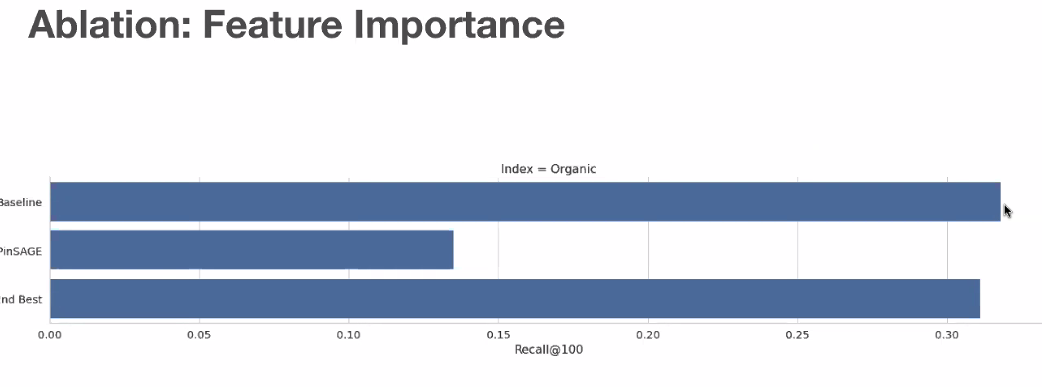 Ablation: Feature Importance
Index = Organic
Baseline
PinSAGE
nd Best
0.00 0.05 0.10 0.15 0.20 0.25 0.30
Recall@100